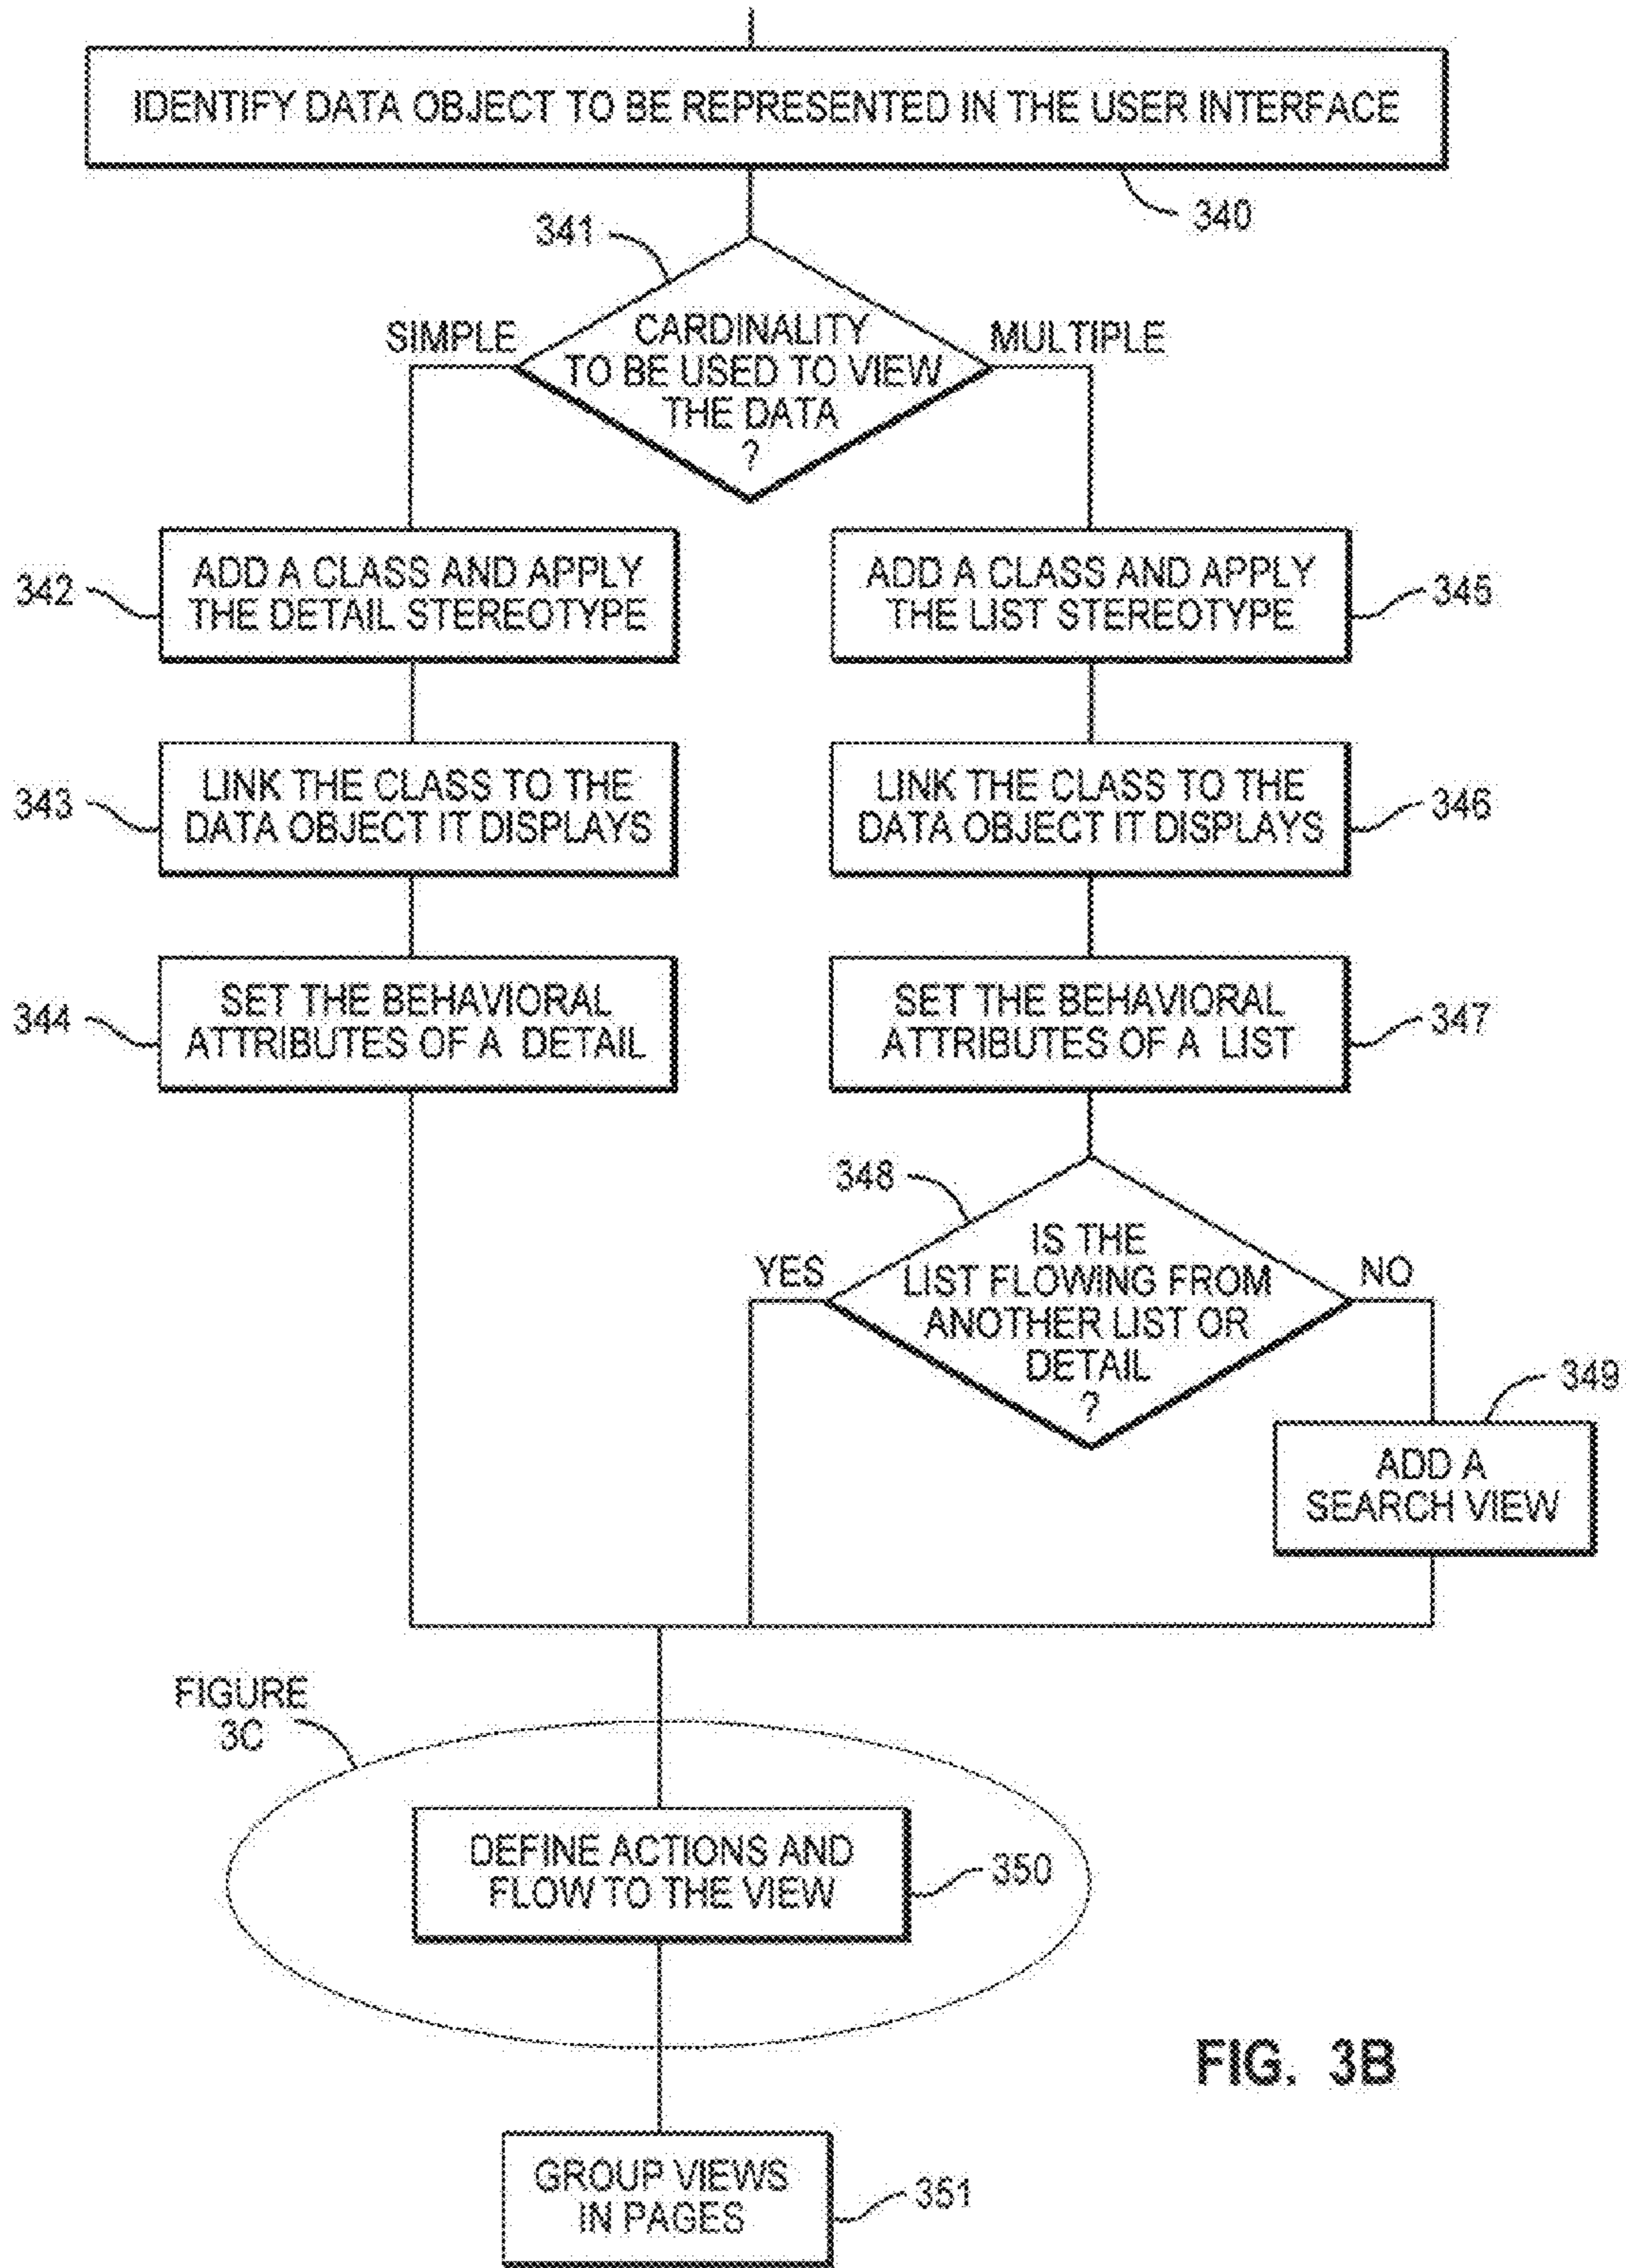 IDENTIFY DATA OBJECT TO BE REPRESENTED IN THE USER INTERFACE
340
341
SIMPLE
CARDINALITY
TO BE USED TO VIEW
THE DATA
?
MULTIPLE
342
ADD A CLASS AND APPLY
THE DETAIL STEREOTYPE
ADD A CLASS AND APPLY
THE LIST STEREOTYPE
345
343
LINK THE CLASS TO THE
DATA OBJECT IT DISPLAYS
LINK THE CLASS TO THE
DATA OBJECT IT DISPLAYS
346
344
SET THE BEHAVIORAL
ATTRIBUTES OF A DETAIL
SET THE BEHAVIORAL
ATTRIBUTES OF A LIST
347
348
YES
IS THE
LIST FLOWING FROM
ANOTHER LIST OR
DETAIL
?
NO
349
ADD A
SEARCH VIEW
FIGURE
3C
DEFINE ACTIONS AND
FLOW TO THE VIEW
350
FIG. 3B
GROUP VIEWS
IN PAGES
351